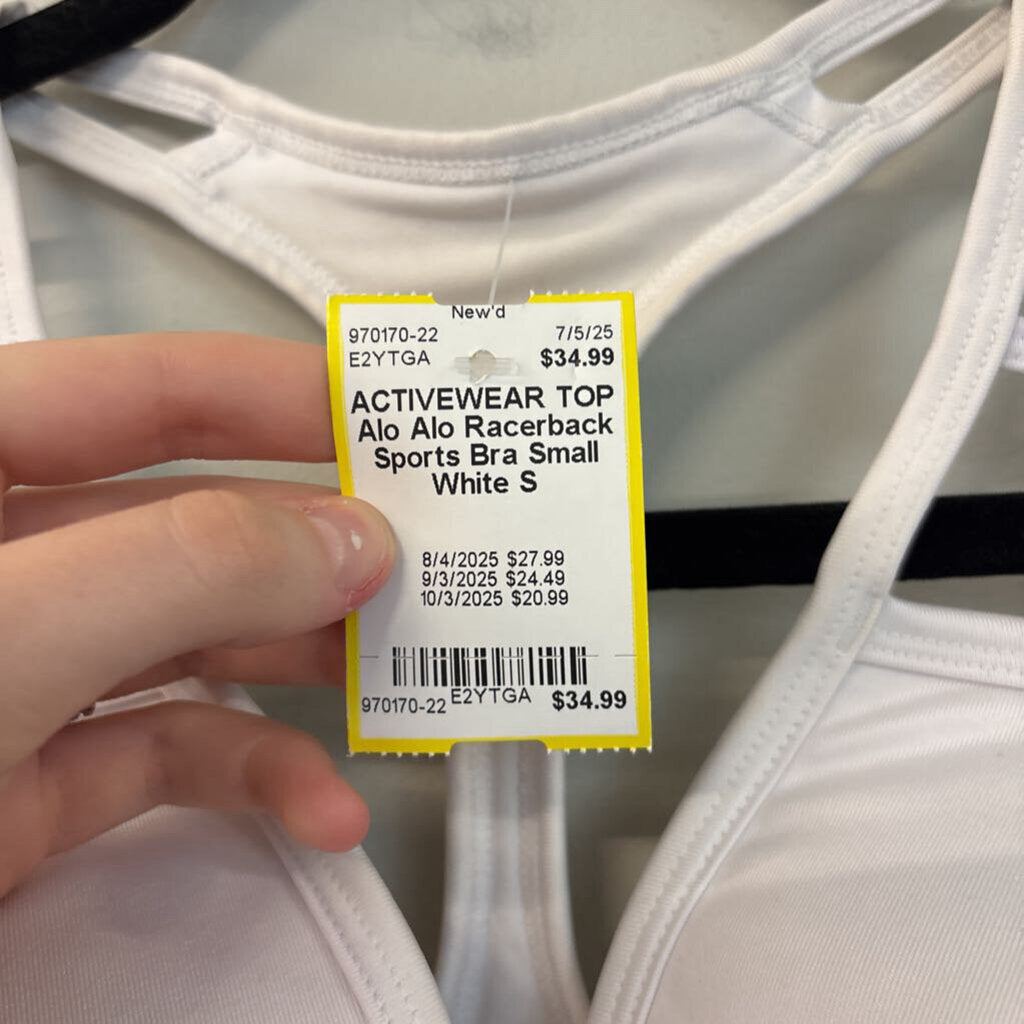 New'd
970170-22 7/5/25
E2YTGA $34.99
ACTIVEWEAR TOP
Alo Alo Racerback
Sports Bra Small
White S
8/4/2025 $27.99
9/3/2025 $24.49
10/3/2025 $20.99
970170-22 E2YTGA $34.99